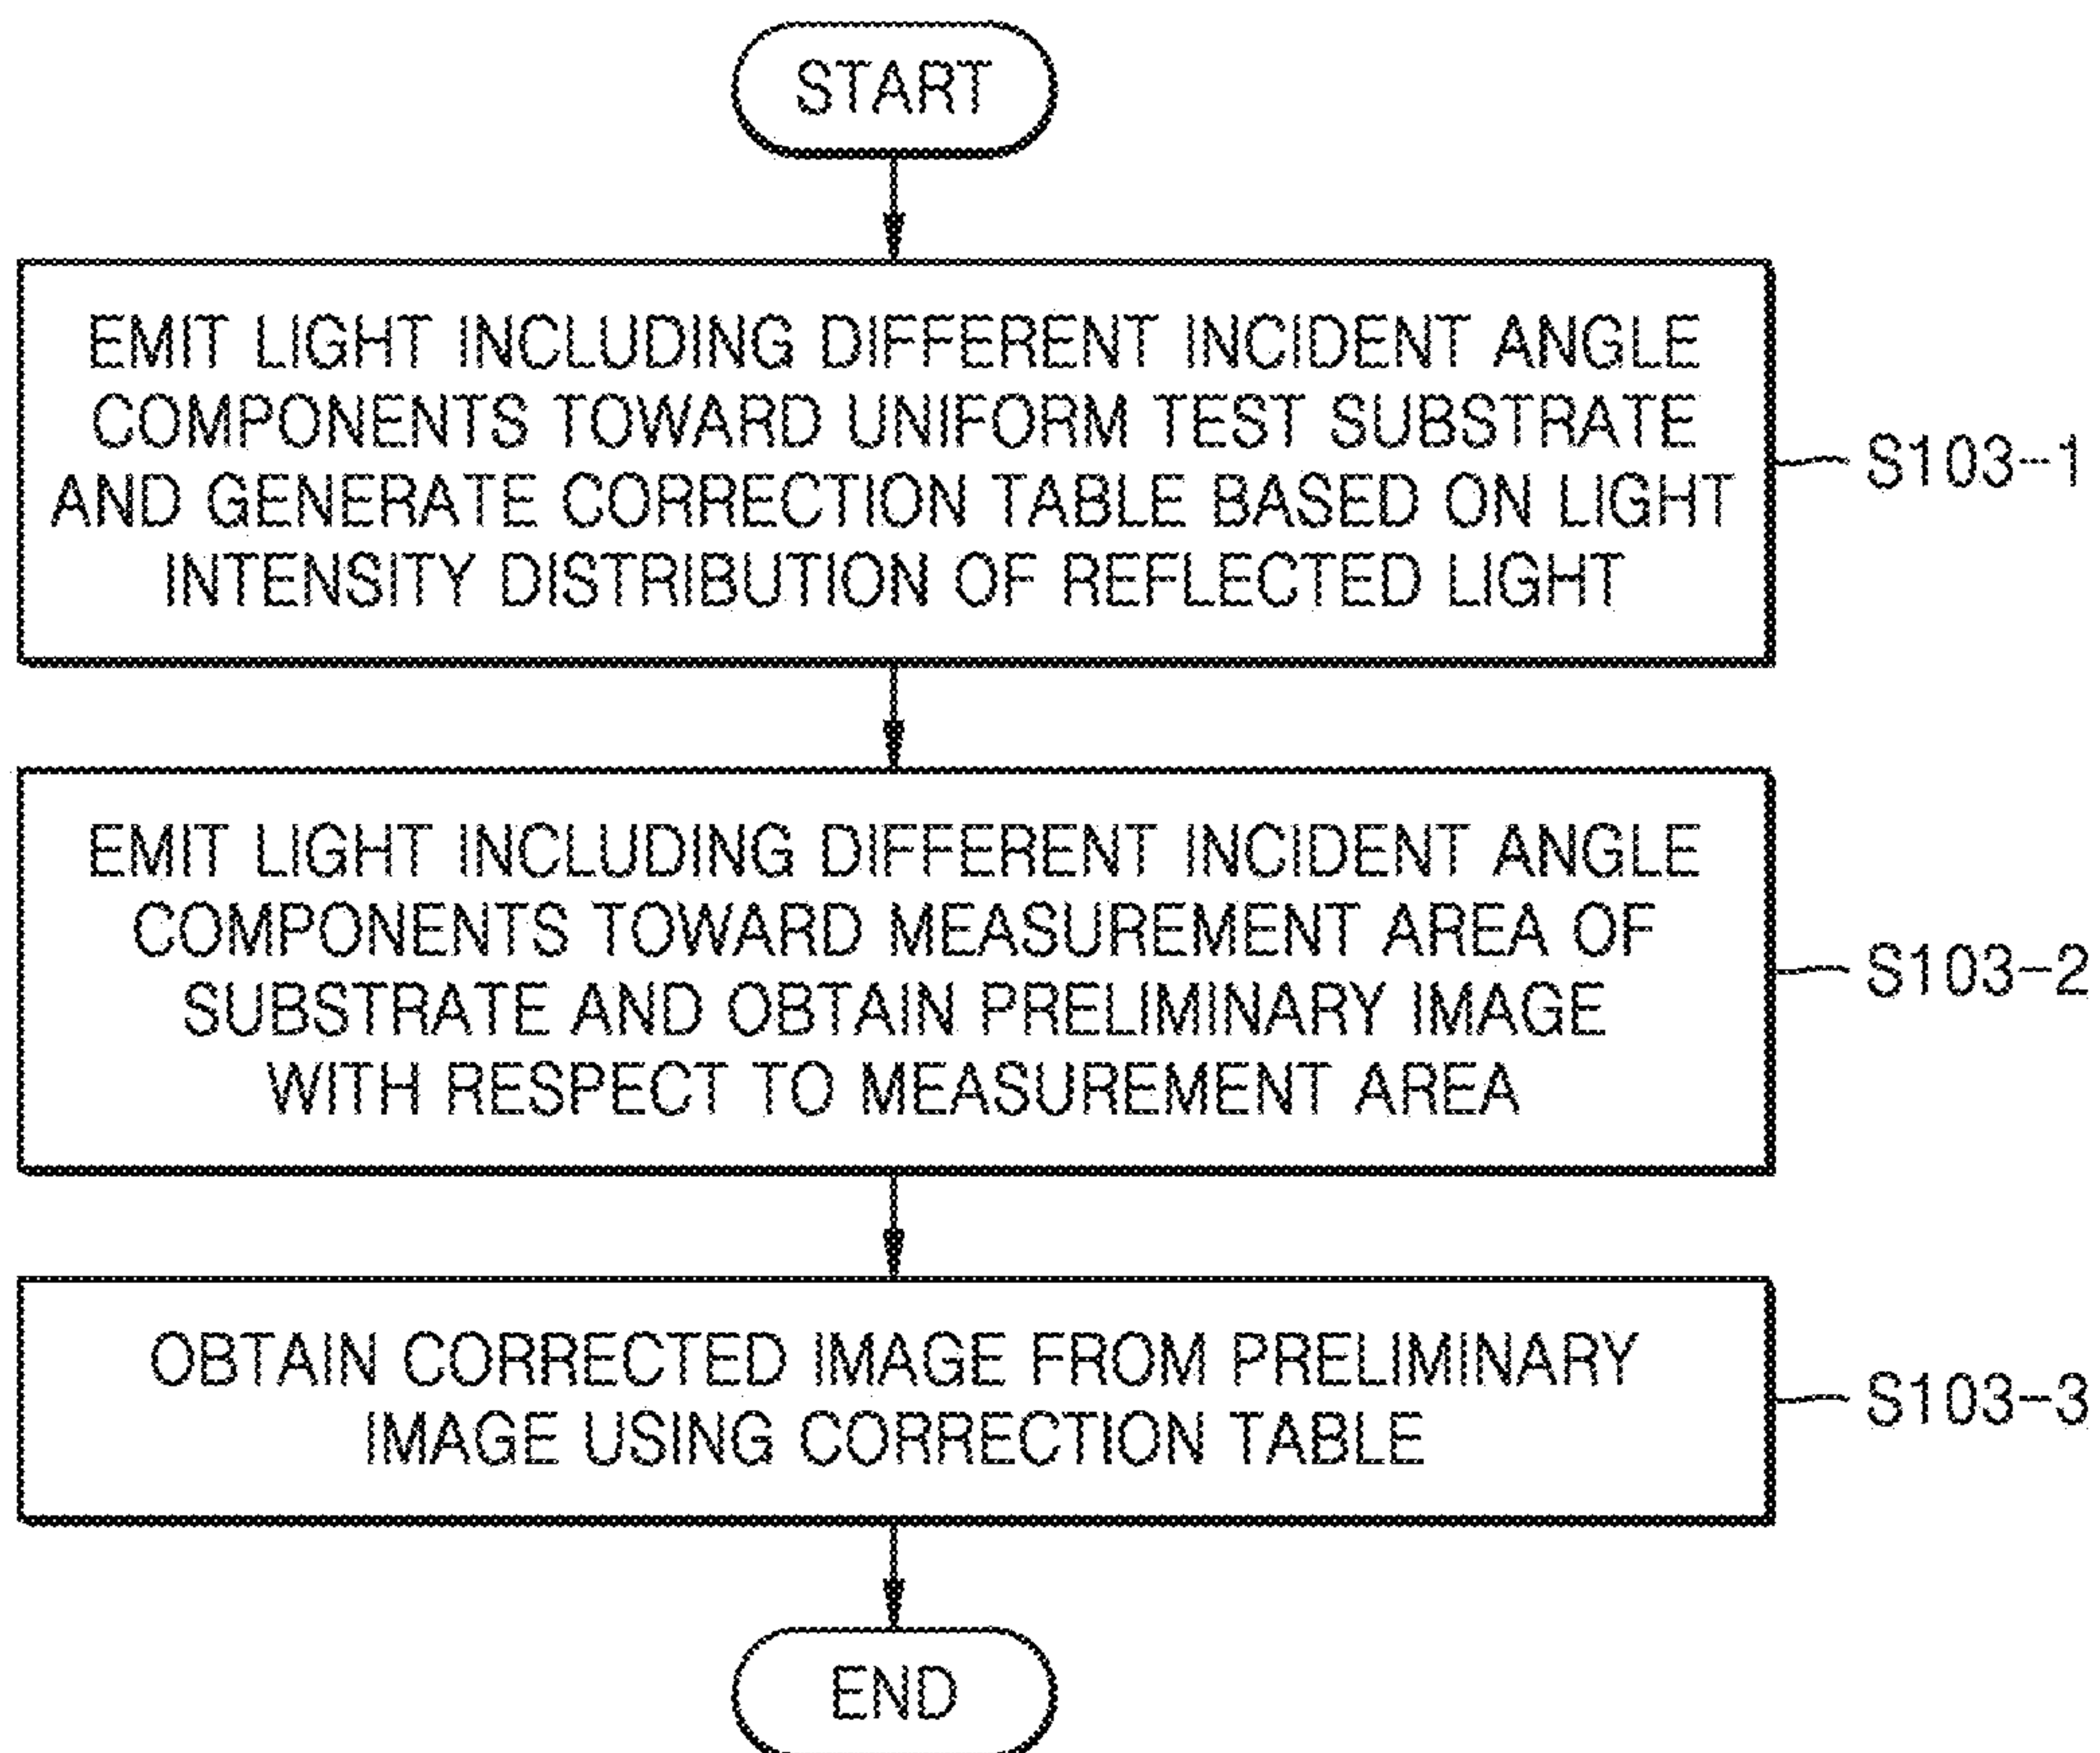 START
EMIT LIGHT INCLUDING DIFFERENT INCIDENT ANGLE
COMPONENTS TOWARD UNIFORM TEST SUBSTRATE
AND GENERATE CORRECTION TABLE BASED ON LIGHT
INTENSITY DISTRIBUTION OF REFLECTED LIGHT
S103-1
EMIT LIGHT INCLUDING DIFFERENT INCIDENT ANGLE
COMPONENTS TOWARD MEASUREMENT AREA OF
SUBSTRATE AND OBTAIN PRELIMINARY IMAGE
WITH RESPECT TO MEASUREMENT AREA
S103-2
OBTAIN CORRECTED IMAGE FROM PRELIMINARY
IMAGE USING CORRECTION TABLE
S103-3
END